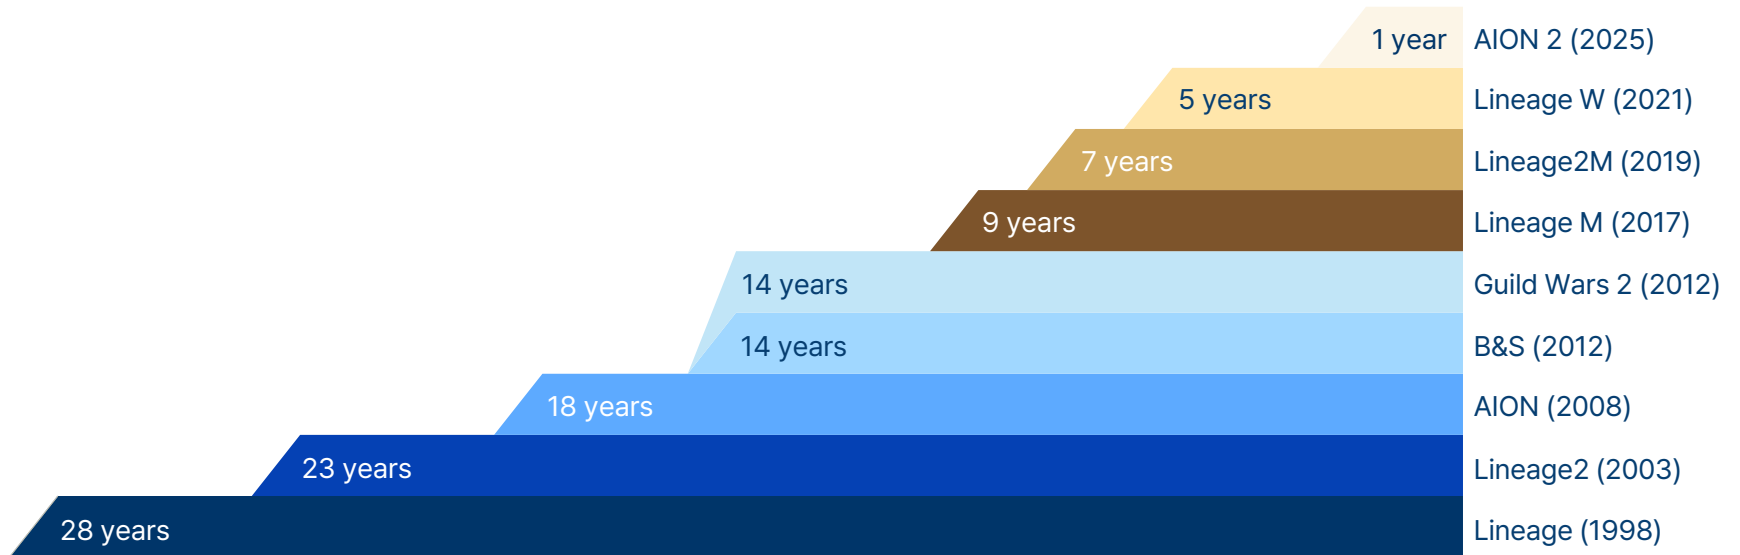 1 year AION 2 (2025)
5 years Lineage W (2021)
7 years Lineage2M (2019)
9 years Lineage M (2017)
14 years Guild Wars 2 (2012)
14 years B&S (2012)
18 years AION (2008)
23 years Lineage2 (2003)
28 years Lineage (1998)